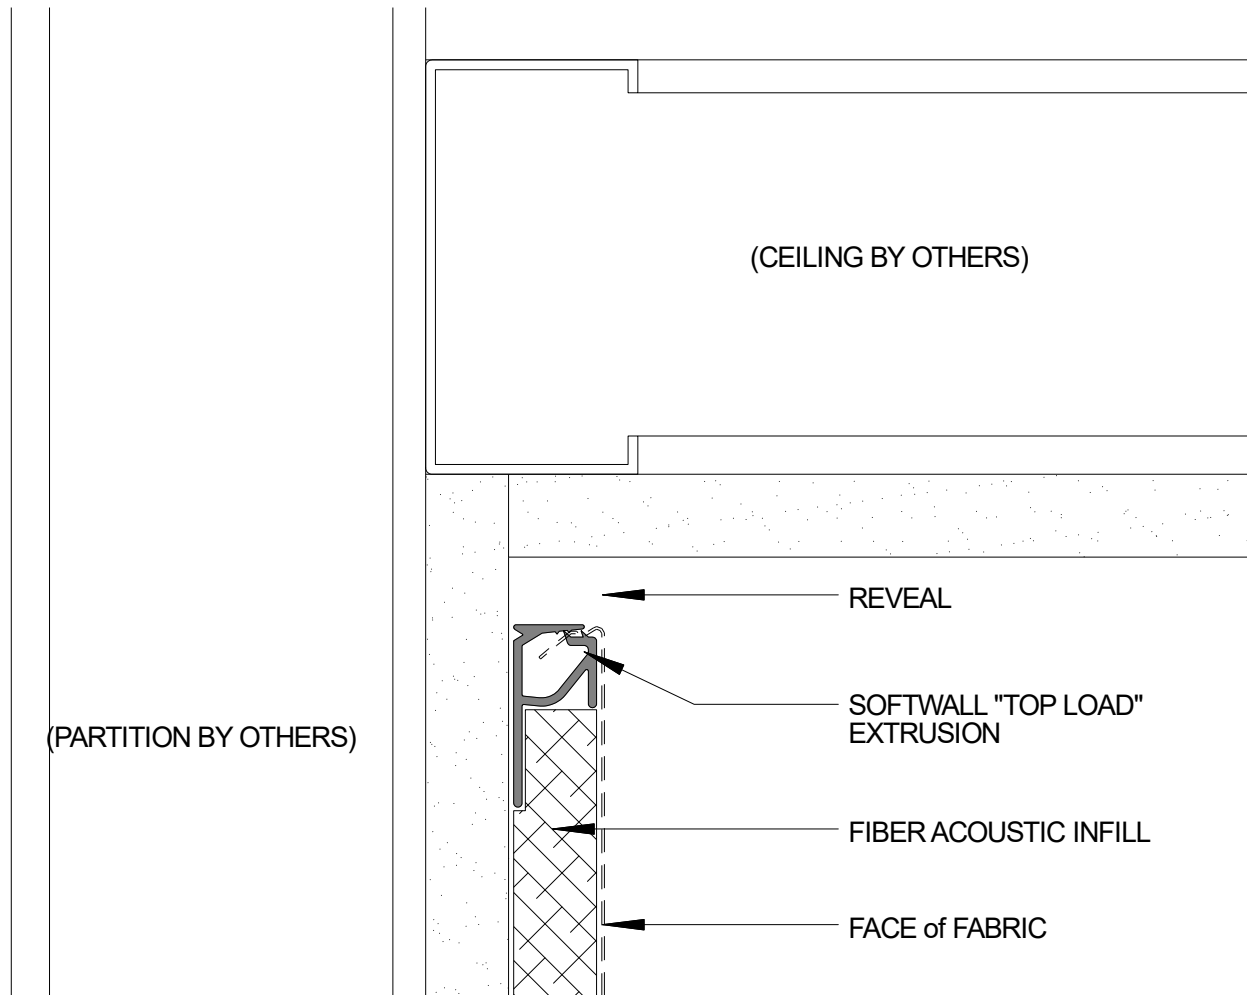 (CEILING BY OTHERS)
REVEAL
SOFTWALL "TOP LOAD"
EXTRUSION
(PARTITION BY OTHERS)
FIBER ACOUSTIC INFILL
FACE of FABRIC